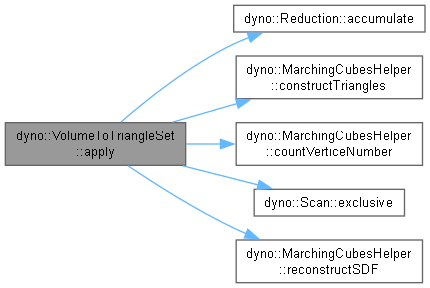 dyno::VolumeToTriangleSet
::apply
dyno::Reduction::accumulate
dyno::MarchingCubesHelper
::constructTriangles
dyno::MarchingCubesHelper
::countVerticeNumber
dyno::Scan::exclusive
dyno::MarchingCubesHelper
::reconstructSDF